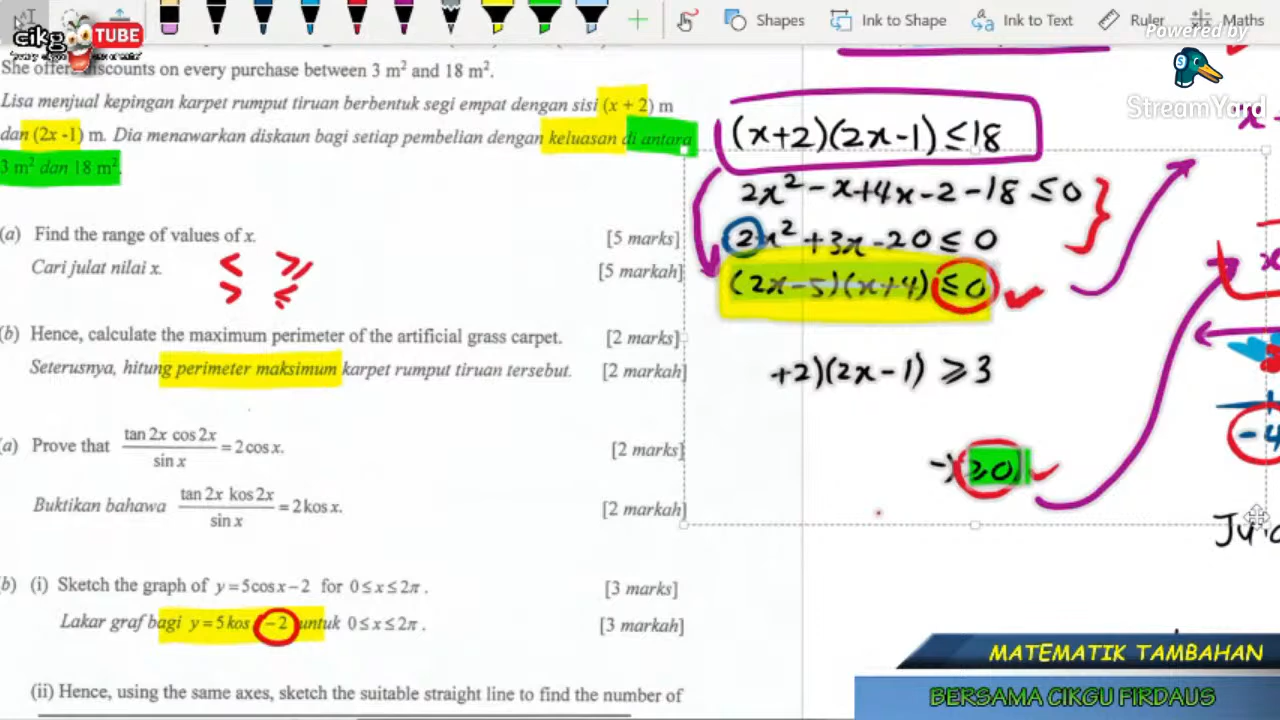 Shapes Ink to Shape Ink to Text Ruler Maths
cikg TUBE
Powered by
StreamYard
She offers discounts on every purchase between 3 m² and 18 m².
Lisa menjual kepingan karpet rumput tiruan berbentuk segi empat dengan sisi (x + 2) m
dan (2x -1) m. Dia menawarkan diskaun bagi setiap pembelian dengan keluasan di antara
3 m² dan 18 m².
(a) Find the range of values of x. [5 marks]
Cari julat nilai x. [5 markah]
< ≥
> ≤
(b) Hence, calculate the maximum perimeter of the artificial grass carpet. [2 marks]
Seterusnya, hitung perimeter maksimum karpet rumput tiruan tersebut. [2 markah]
(a) Prove that tan 2x cos 2x / sin x = 2 cos x. [2 marks]
Buktikan bahawa tan 2x kos 2x / sin x = 2 kos x. [2 markah]
(b) (i) Sketch the graph of y = 5 cos x − 2 for 0 ≤ x ≤ 2π. [3 marks]
Lakar graf bagi y = 5 kos − 2 untuk 0 ≤ x ≤ 2π. [3 markah]
(ii) Hence, using the same axes, sketch the suitable straight line to find the number of
(x+2)(2x−1) ≤ 18
2x² − x + 4x − 2 − 18 ≤ 0
2x² + 3x − 20 ≤ 0
(2x−5)(x+4) ≤ 0
+2)(2x − 1) ≥ 3
−) ≥ 0
−4
MATEMATIK TAMBAHAN
BERSAMA CIKGU FIRDAUS